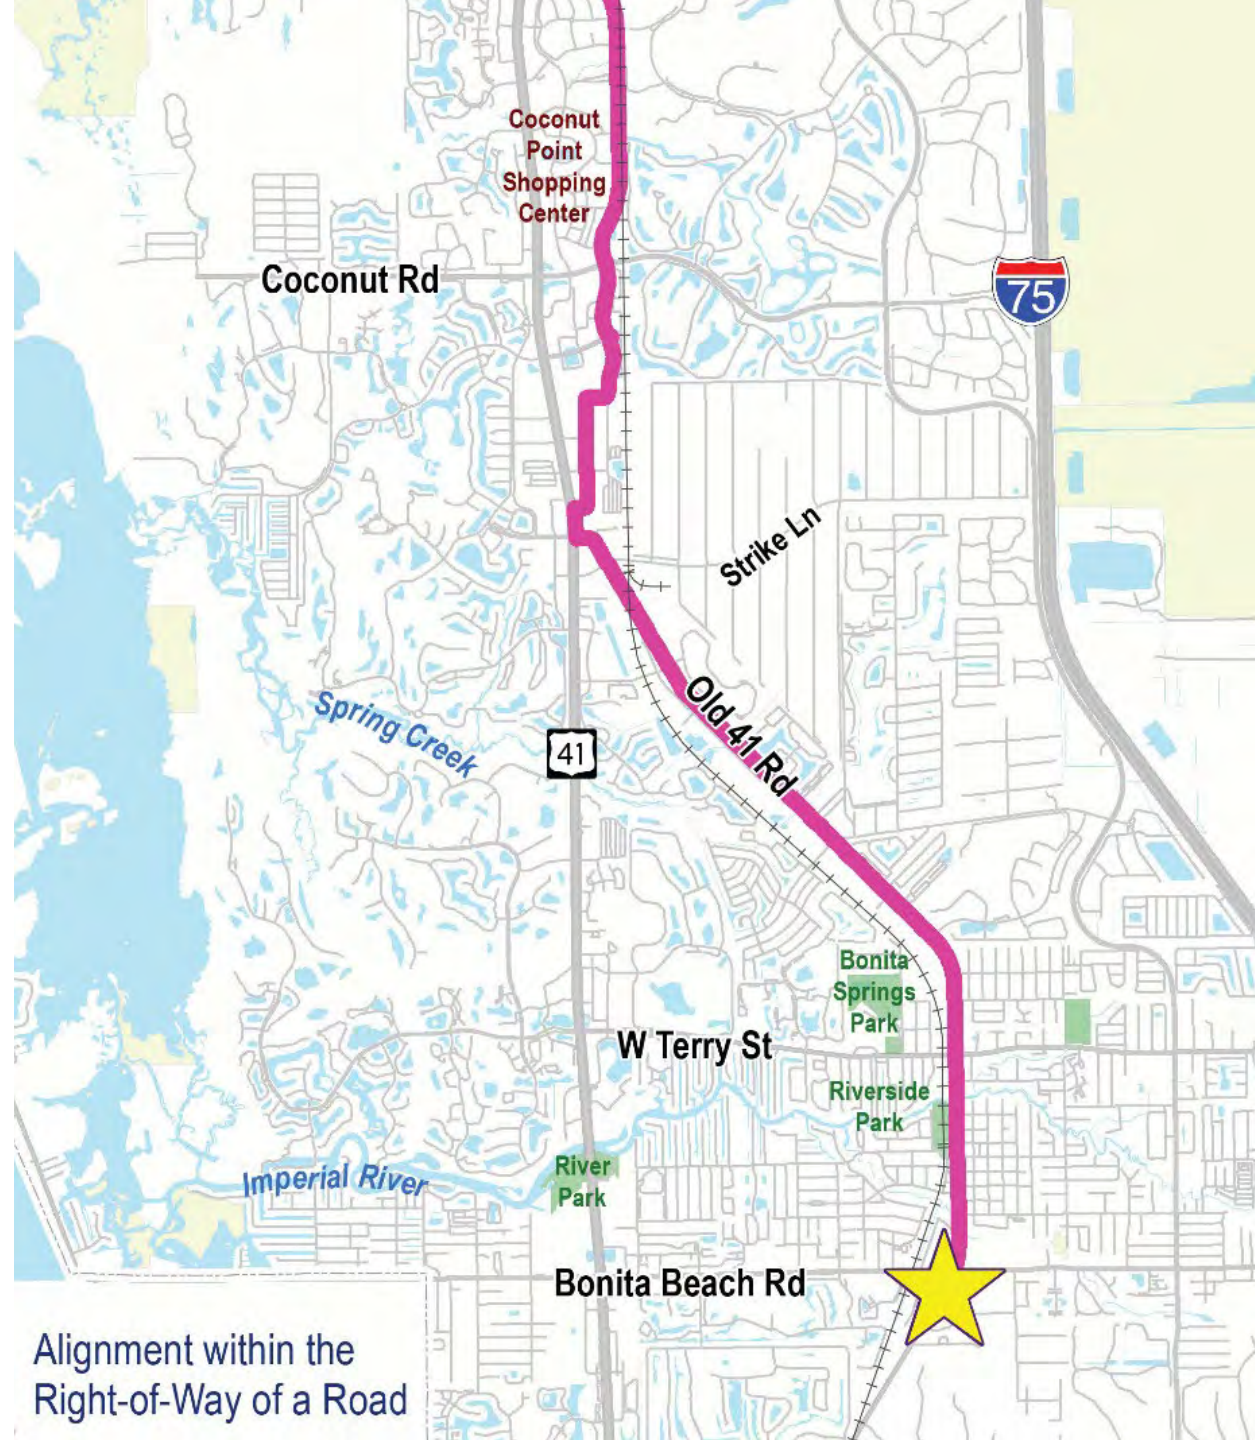 Coconut
Point
Shopping
Center
Coconut Rd
75
Strike Ln
Old 41 Rd
Spring Creek
41
Bonita
Springs
Park
W Terry St
Riverside
Park
River
Park
Imperial River
Bonita Beach Rd
Alignment within the
Right-of-Way of a Road